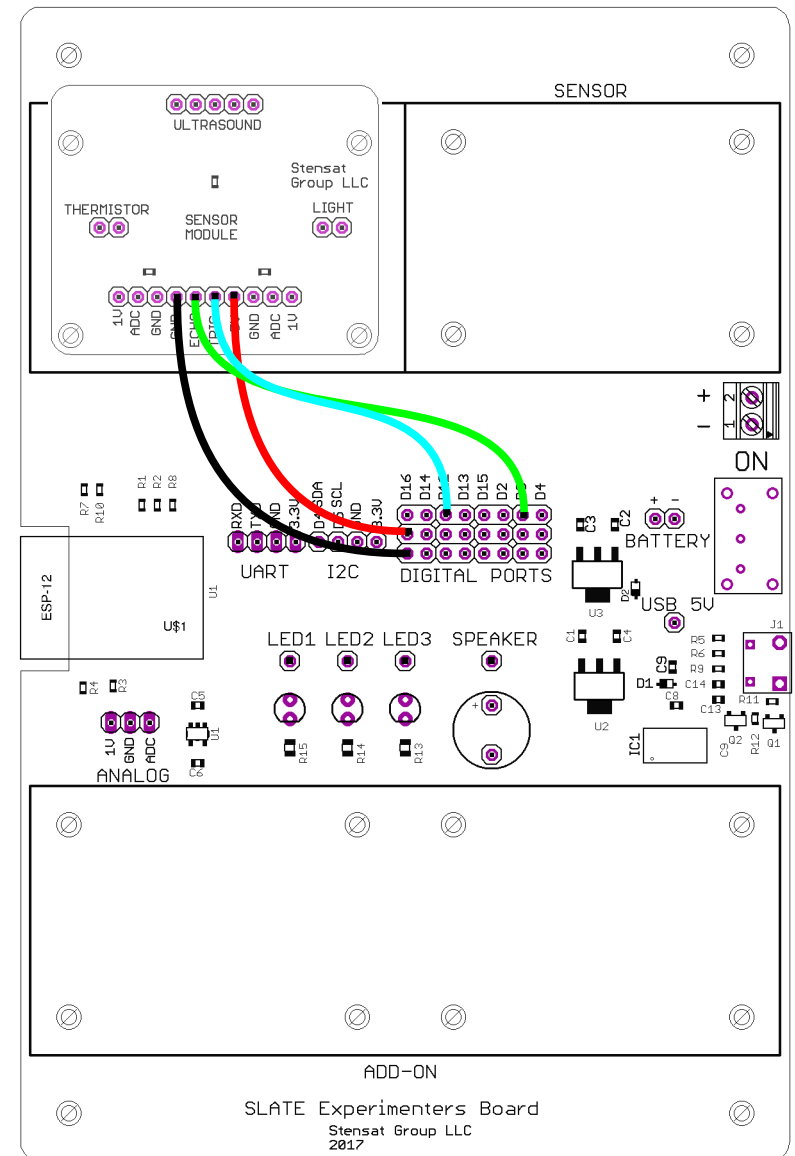 SENSOR
ULTRASOUND
Stensat
Group LLC
THERMISTOR
LIGHT
SENSOR
MODULE
1V
ADC
GND
GND
ADC
1V
+
-
2
1
ON
R7
R10
R1
R2
R8
RXD
GND
3.3V
SDA
SCL
GND
3.3V
D16
D14
D13
D15
D2
D4
UART
I2C
DIGITAL PORTS
C3
C2
+
-
BATTERY
ESP-12
U$1
U1
U3
D2
USB 5V
J1
LED1
LED2
LED3
SPEAKER
C1
C4
R5
R6
R9
C14
C13
C9
D1
C8
R11
R4
R3
C5
U1
C6
1V
GND
ADC
ANALOG
R15
R14
R13
+
U2
IC1
C9
Q2
R12
Q1
ADD-ON
SLATE Experimenters Board
Stensat Group LLC
2017